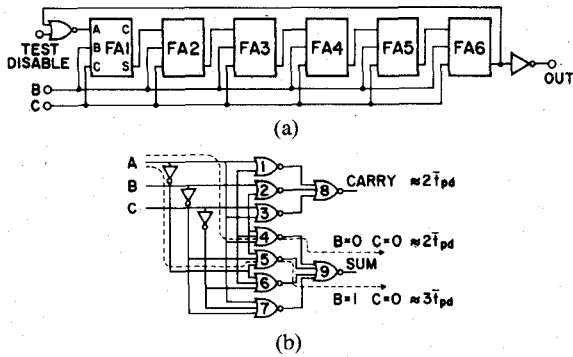 A C
B
C S
FA1
FA2
FA3
FA4
FA5
FA6
TEST
DISABLE
OUT
B
C
(a)
A
B
C
1
2
3
4
5
6
7
8
9
CARRY ≈2t̄pd
B=0 C=0 ≈2t̄pd
SUM
B=1 C=0 ≈3t̄pd
(b)